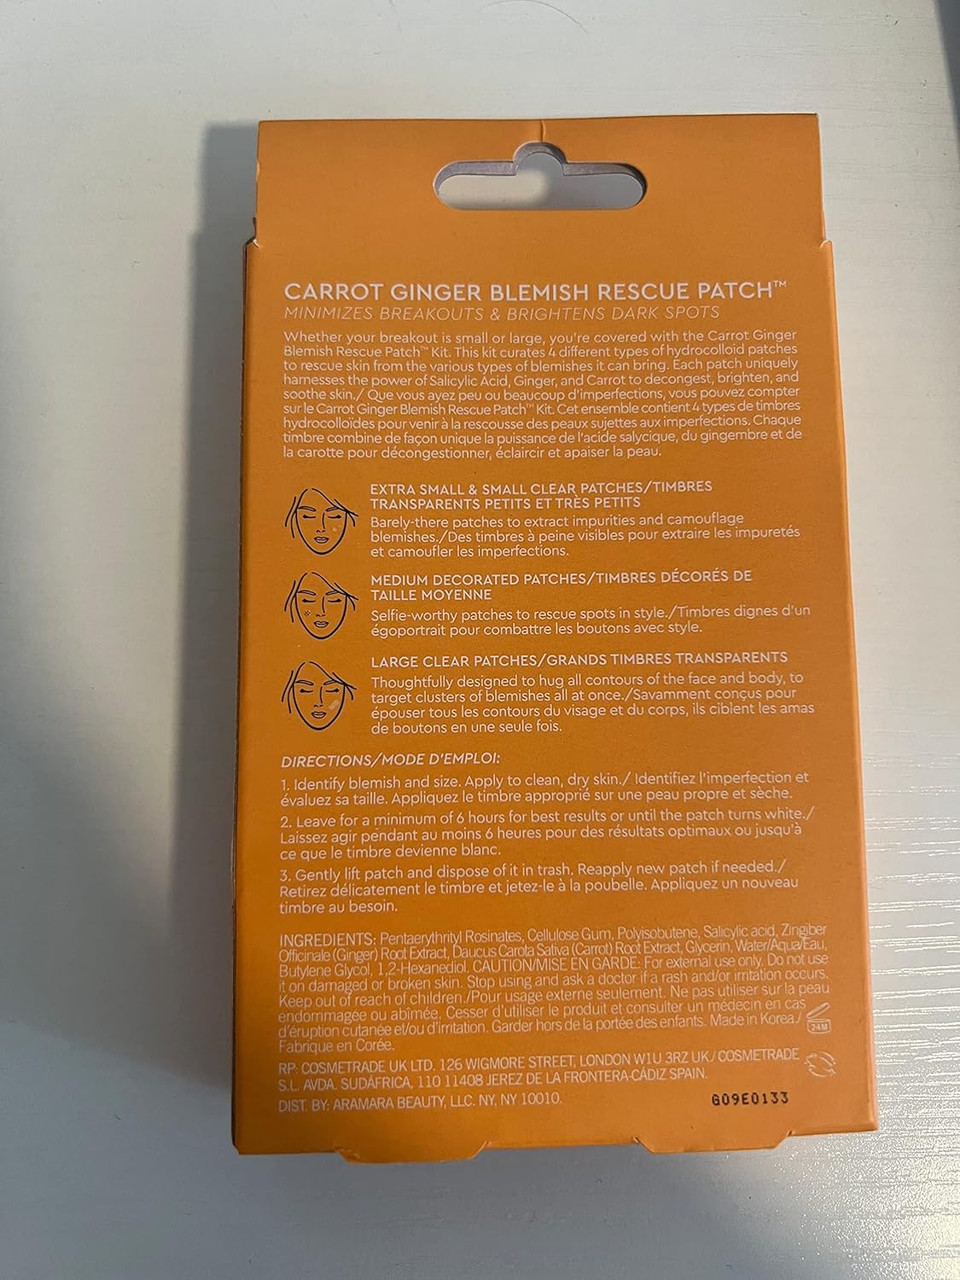 CARROT GINGER BLEMISH RESCUE PATCH™
MINIMIZES BREAKOUTS & BRIGHTENS DARK SPOTS
Whether your breakout is small or large, you're covered with the Carrot Ginger
Blemish Rescue Patch™ Kit. This kit curates 4 different types of hydrocolloid patches
to rescue skin from the various types of blemishes it can bring. Each patch uniquely
harnesses the power of Salicylic Acid, Ginger, and Carrot to decongest, brighten, and
soothe skin./ Que vous ayez peu ou beaucoup d'imperfections, vous pouvez compter
sur le Carrot Ginger Blemish Rescue Patch™ Kit. Cet ensemble contient 4 types de timbres
hydrocolloïdes pour venir à la rescousse des peaux sujettes aux imperfections. Chaque
timbre combine de façon unique la puissance de l'acide salycique, du gingembre et de
la carotte pour décongestionner, éclaircir et apaiser la peau.
EXTRA SMALL & SMALL CLEAR PATCHES/TIMBRES
TRANSPARENTS PETITS ET TRÈS PETITS
Barely-there patches to extract impurities and camouflage
blemishes./Des timbres à peine visibles pour extraire les impuretés
et camoufler les imperfections.
MEDIUM DECORATED PATCHES/TIMBRES DÉCORÉS DE
TAILLE MOYENNE
Selfie-worthy patches to rescue spots in style./Timbres dignes d'un
égoportrait pour combattre les boutons avec style.
LARGE CLEAR PATCHES/GRANDS TIMBRES TRANSPARENTS
Thoughtfully designed to hug all contours of the face and body, to
target clusters of blemishes all at once./Savamment conçus pour
épouser tous les contours du visage et du corps, ils ciblent les amas
de boutons en une seule fois.
DIRECTIONS/MODE D'EMPLOI:
1. Identify blemish and size. Apply to clean, dry skin./ Identifiez l'imperfection et
évaluez sa taille. Appliquez le timbre approprié sur une peau propre et sèche.
2. Leave for a minimum of 6 hours for best results or until the patch turns white./
Laissez agir pendant au moins 6 heures pour des résultats optimaux ou jusqu'à
ce que le timbre devienne blanc.
3. Gently lift patch and dispose of it in trash. Reapply new patch if needed./
Retirez délicatement le timbre et jetez-le à la poubelle. Appliquez un nouveau
timbre au besoin.
INGREDIENTS: Pentaerythrityl Rosinates, Cellulose Gum, Polyisobutene, Salicylic acid, Zingiber
Officinale (Ginger) Root Extract, Daucus Carota Sativa (Carrot) Root Extract, Glycerin, Water/Aqua/Eau,
Butylene Glycol, 1,2-Hexanediol. CAUTION/MISE EN GARDE: For external use only. Do not use
it on damaged or broken skin. Stop using and ask a doctor if a rash and/or irritation occurs.
Keep out of reach of children./Pour usage externe seulement. Ne pas utiliser sur la peau
endommagée ou abîmée. Cesser d'utiliser le produit et consulter un médecin en cas
d'éruption cutanée et/ou d'irritation. Garder hors de la portée des enfants. Made in Korea./
Fabrique en Corée.
24M
RP: COSMETRADE UK LTD. 126 WIGMORE STREET, LONDON W1U 3RZ UK / COSMETRADE
S.L. AVDA. SUDÁFRICA, 110 11408 JEREZ DE LA FRONTERA-CÁDIZ SPAIN.
DIST. BY: ARAMARA BEAUTY, LLC. NY, NY 10010.
G09E0133